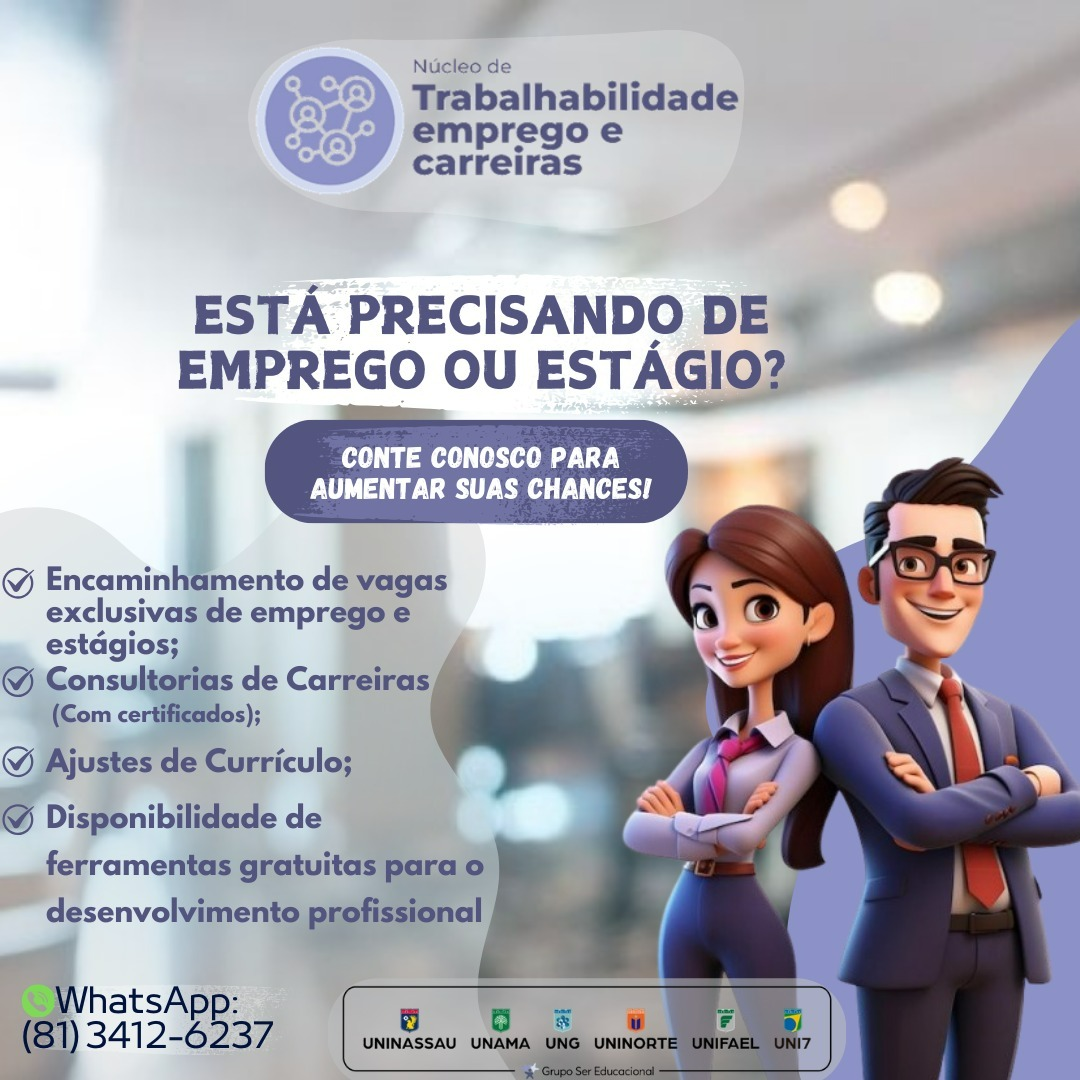 Núcleo de
Trabalhabilidade
emprego e
carreiras
ESTÁ PRECISANDO DE
EMPREGO OU ESTÁGIO?
CONTE CONOSCO PARA
AUMENTAR SUAS CHANCES!
Encaminhamento de vagas
exclusivas de emprego e
estágios;
Consultorias de Carreiras
(Com certificados);
Ajustes de Currículo;
Disponibilidade de
ferramentas gratuitas para o
desenvolvimento profissional
WhatsApp:
(81) 3412-6237
UNINASSAU UNAMA UNG UNINORTE UNIFAEL UNI7
Grupo Ser Educacional